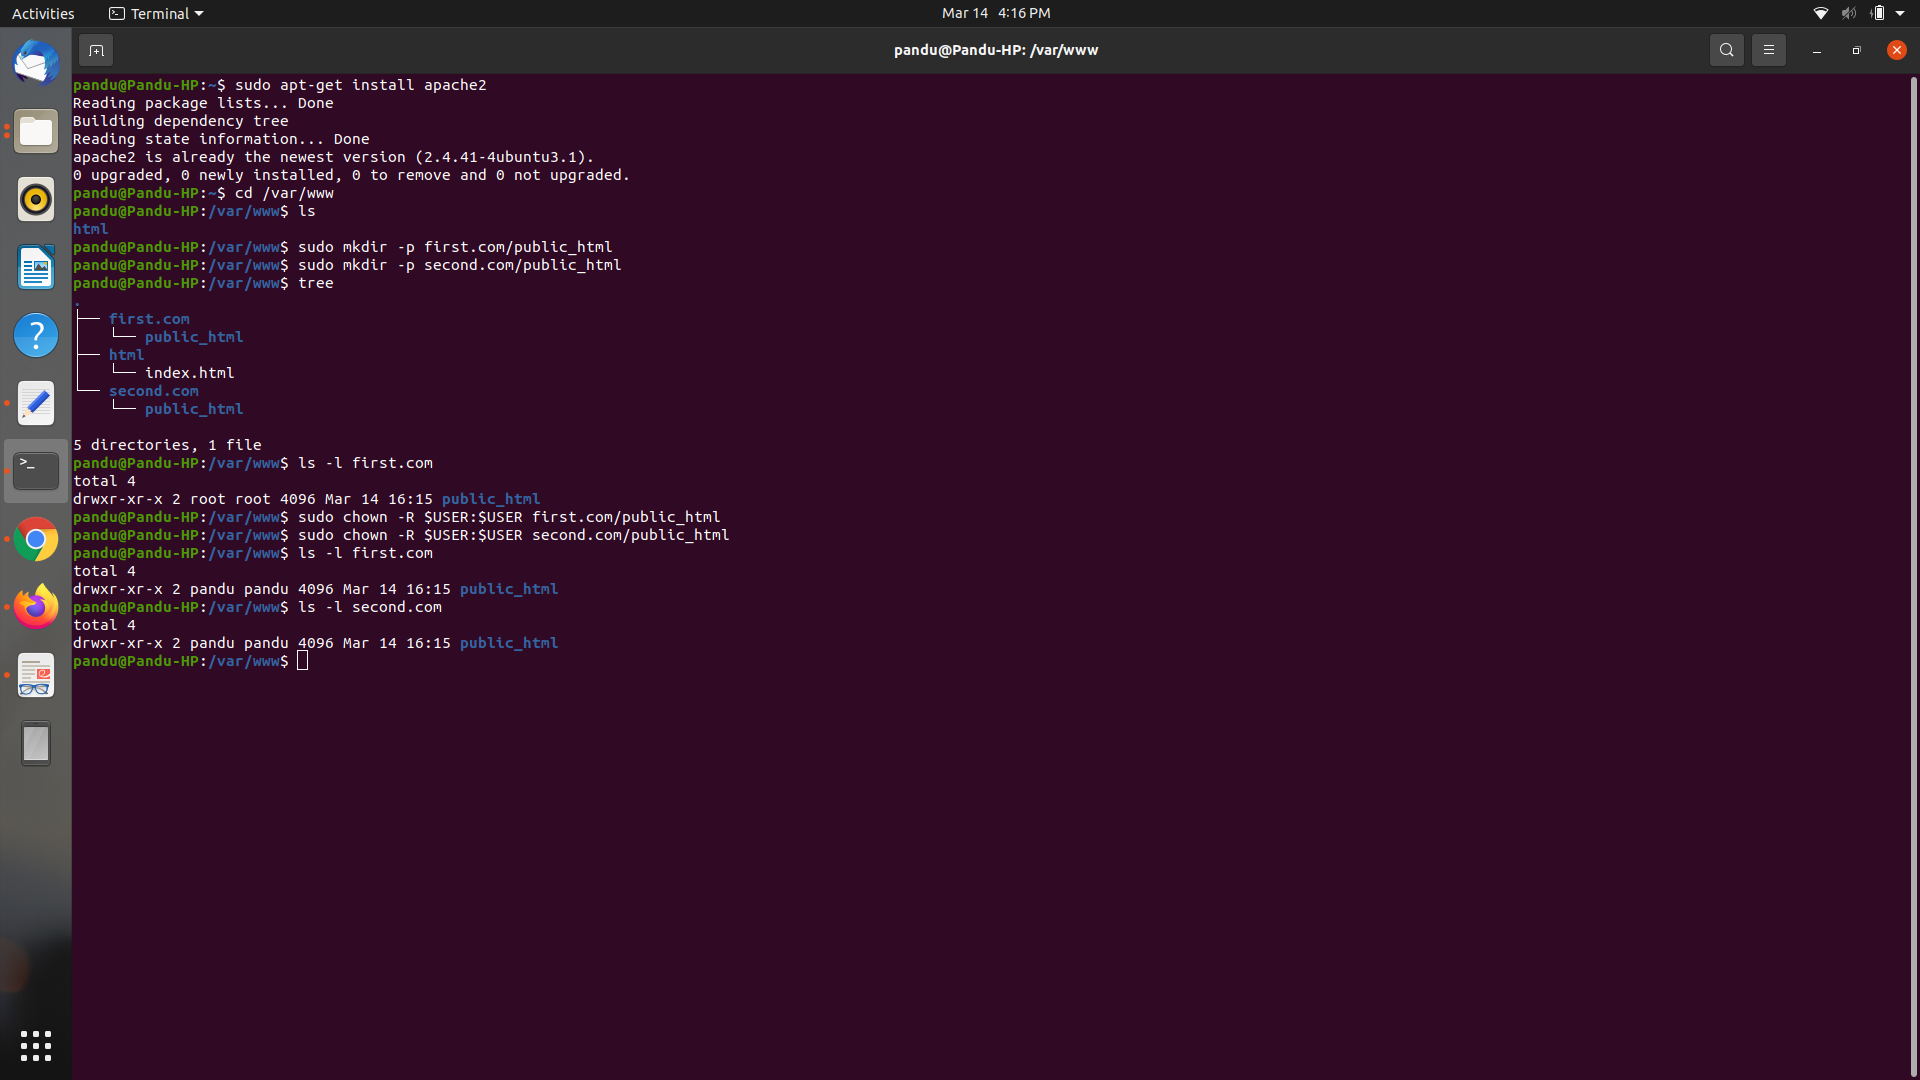 Activities Terminal Mar 14 4:16 PM
pandu@Pandu-HP: /var/www
pandu@Pandu-HP:~$ sudo apt-get install apache2
Reading package lists... Done
Building dependency tree
Reading state information... Done
apache2 is already the newest version (2.4.41-4ubuntu3.1).
0 upgraded, 0 newly installed, 0 to remove and 0 not upgraded.
pandu@Pandu-HP:~$ cd /var/www
pandu@Pandu-HP:/var/www$ ls
html
pandu@Pandu-HP:/var/www$ sudo mkdir -p first.com/public_html
pandu@Pandu-HP:/var/www$ sudo mkdir -p second.com/public_html
pandu@Pandu-HP:/var/www$ tree
.
├── first.com
│   └── public_html
├── html
│   └── index.html
└── second.com
    └── public_html
5 directories, 1 file
pandu@Pandu-HP:/var/www$ ls -l first.com
total 4
drwxr-xr-x 2 root root 4096 Mar 14 16:15 public_html
pandu@Pandu-HP:/var/www$ sudo chown -R $USER:$USER first.com/public_html
pandu@Pandu-HP:/var/www$ sudo chown -R $USER:$USER second.com/public_html
pandu@Pandu-HP:/var/www$ ls -l first.com
total 4
drwxr-xr-x 2 pandu pandu 4096 Mar 14 16:15 public_html
pandu@Pandu-HP:/var/www$ ls -l second.com
total 4
drwxr-xr-x 2 pandu pandu 4096 Mar 14 16:15 public_html
pandu@Pandu-HP:/var/www$